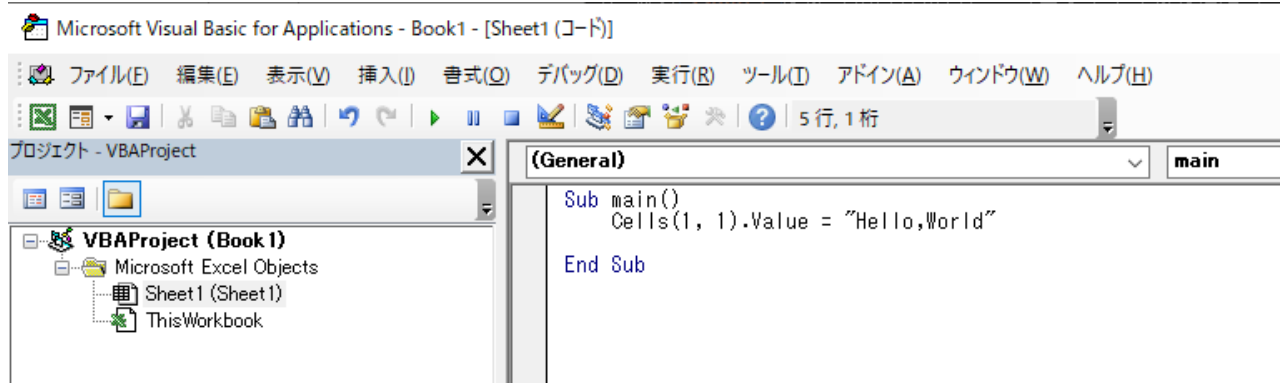 Microsoft Visual Basic for Applications - Book1 - [Sheet1 (コード)]
ファイル(F) 編集(E) 表示(V) 挿入(I) 書式(O) デバッグ(D) 実行(R) ツール(T) アドイン(A) ウィンドウ(W) ヘルプ(H)
5 行, 1 桁
プロジェクト - VBAProject
(General) main
VBAProject (Book1)
Microsoft Excel Objects
Sheet1 (Sheet1)
ThisWorkbook
Sub main()
Cells(1, 1).Value = "Hello,World"
End Sub